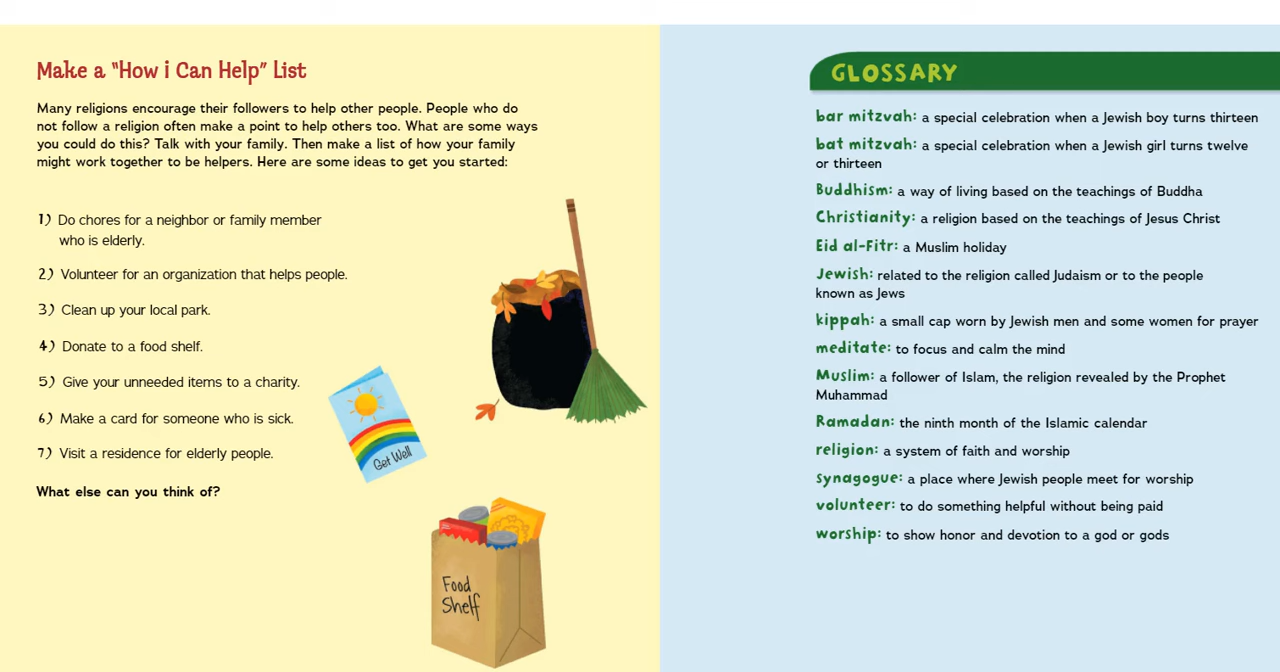 Make a "How i Can Help" List
Many religions encourage their followers to help other people. People who do
not follow a religion often make a point to help others too. What are some ways
you could do this? Talk with your family. Then make a list of how your family
might work together to be helpers. Here are some ideas to get you started:
1) Do chores for a neighbor or family member
who is elderly.
2) Volunteer for an organization that helps people.
3) Clean up your local park.
4) Donate to a food shelf.
5) Give your unneeded items to a charity.
6) Make a card for someone who is sick.
7) Visit a residence for elderly people.
What else can you think of?
Get Well
Food
Shelf
GLOSSARY
bar mitzvah: a special celebration when a Jewish boy turns thirteen
bat mitzvah: a special celebration when a Jewish girl turns twelve
or thirteen
Buddhism: a way of living based on the teachings of Buddha
Christianity: a religion based on the teachings of Jesus Christ
Eid al-Fitr: a Muslim holiday
Jewish: related to the religion called Judaism or to the people
known as Jews
kippah: a small cap worn by Jewish men and some women for prayer
meditate: to focus and calm the mind
Muslim: a follower of Islam, the religion revealed by the Prophet
Muhammad
Ramadan: the ninth month of the Islamic calendar
religion: a system of faith and worship
synagogue: a place where Jewish people meet for worship
volunteer: to do something helpful without being paid
worship: to show honor and devotion to a god or gods